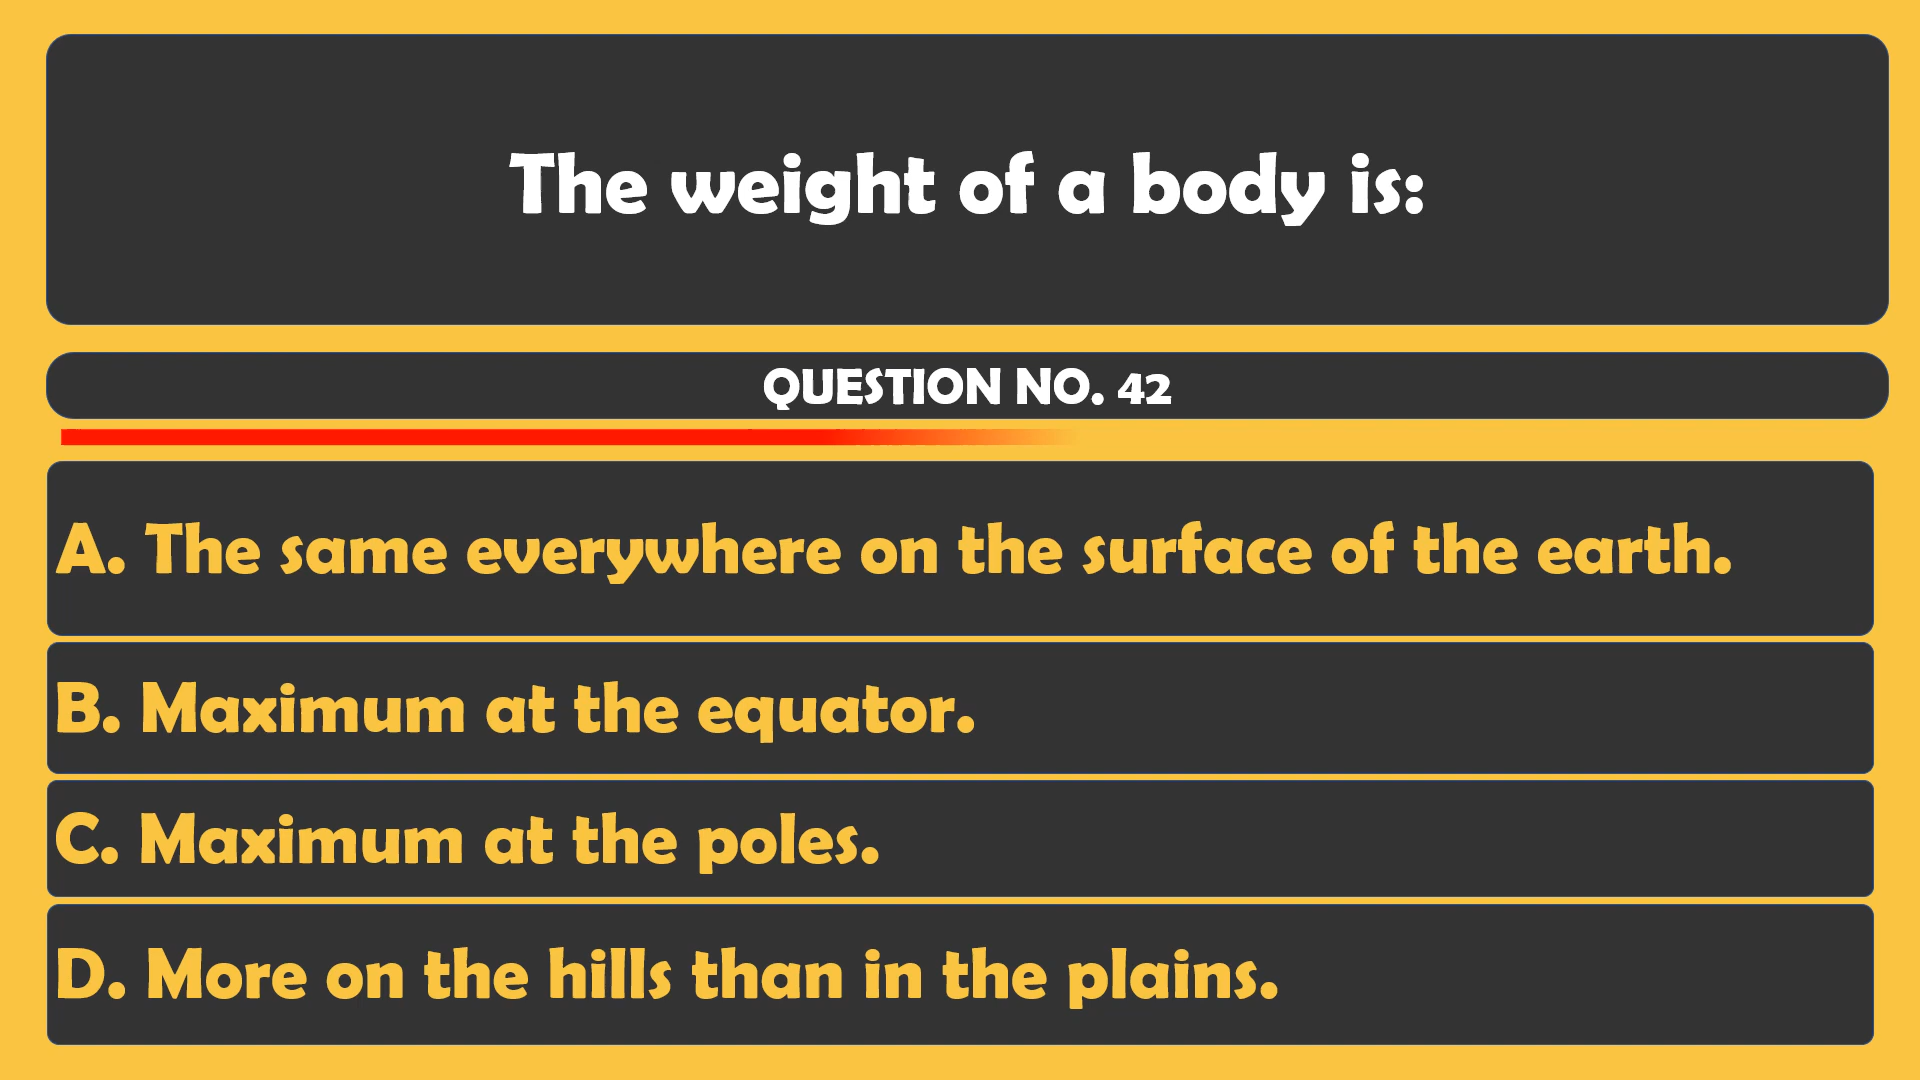 The weight of a body is:
QUESTION NO. 42
A. The same everywhere on the surface of the earth.
B. Maximum at the equator.
C. Maximum at the poles.
D. More on the hills than in the plains.